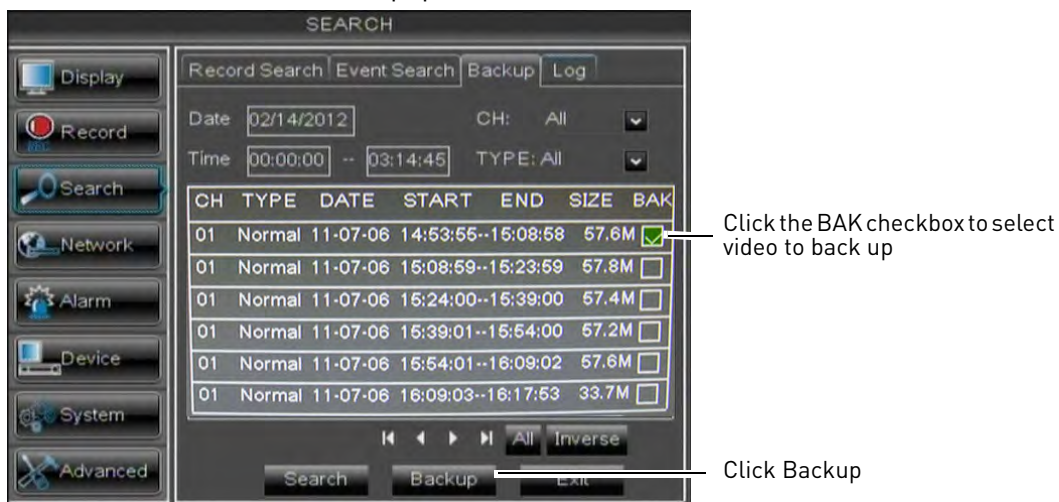 SEARCH
Display
Record
REC
Search
Network
Alarm
Device
System
Advanced
Record Search Event Search Backup Log
Date 02/14/2012 CH: All
Time 00:00:00 -- 03:14:45 TYPE: All
CH TYPE DATE START END SIZE BAK
01 Normal 11-07-06 14:53:55--15:08:58 57.6M
01 Normal 11-07-06 15:08:59--15:23:59 57.8M
01 Normal 11-07-06 15:24:00--15:39:00 57.4M
01 Normal 11-07-06 15:39:01--15:54:00 57.2M
01 Normal 11-07-06 15:54:01--16:09:02 57.6M
01 Normal 11-07-06 16:09:03--16:17:53 33.7M
All Inverse
Search Backup Exit
Click the BAK checkbox to select
video to back up
Click Backup